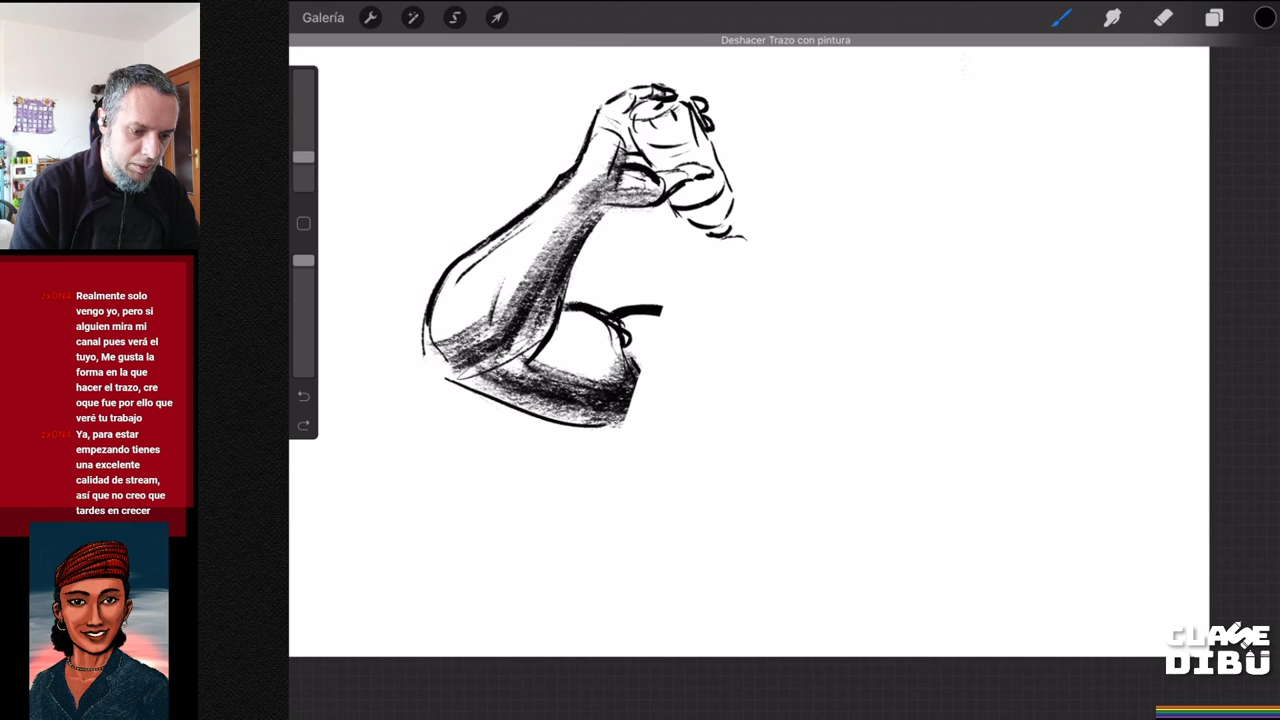 Galería
Deshacer Trazo con pintura
zxON4 Realmente solo
vengo yo, pero si
alguien mira mi
canal pues verá el
tuyo, Me gusta la
forma en la que
hacer el trazo, cre
oque fue por ello que
veré tu trabajo
zxON4 Ya, para estar
empezando tienes
una excelente
calidad de stream,
así que no creo que
tardes en crecer
CLASE
DIBÜ